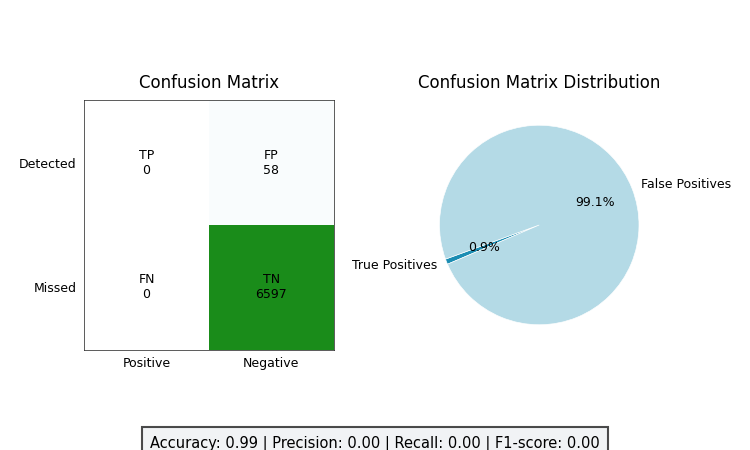 Confusion Matrix
Confusion Matrix Distribution
Detected
TP
0
FP
58
Missed
FN
0
TN
6597
Positive
Negative
False Positives
99.1%
0.9%
True Positives
Accuracy: 0.99 | Precision: 0.00 | Recall: 0.00 | F1-score: 0.00